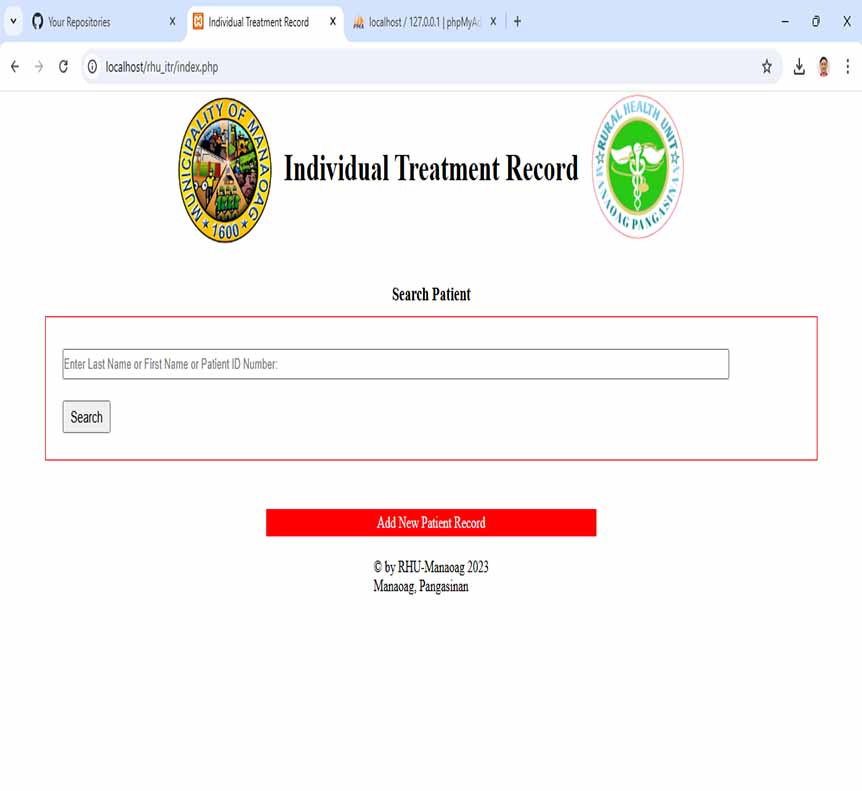 Your Repositories
Individual Treatment Record
localhost / 127.0.0.1 | phpMyAd
localhost/rhu_itr/index.php
MUNICIPALITY OF MANAOAG
1600
Individual Treatment Record
RURAL HEALTH UNIT
MANAOAG PANGASINAN
Search Patient
Enter Last Name or First Name or Patient ID Number:
Search
Add New Patient Record
© by RHU-Manaoag 2023
Manaoag, Pangasinan